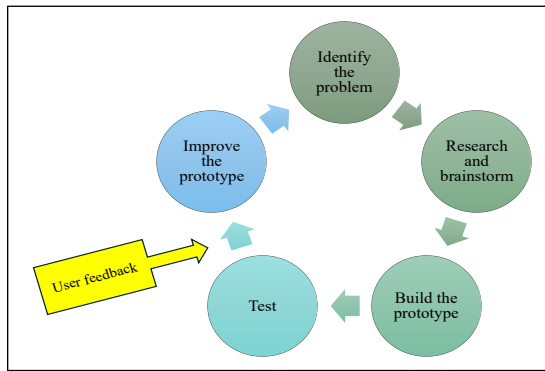 Identify
the
problem
Research
and
brainstorm
Build the
prototype
Test
Improve
the
prototype
User feedback